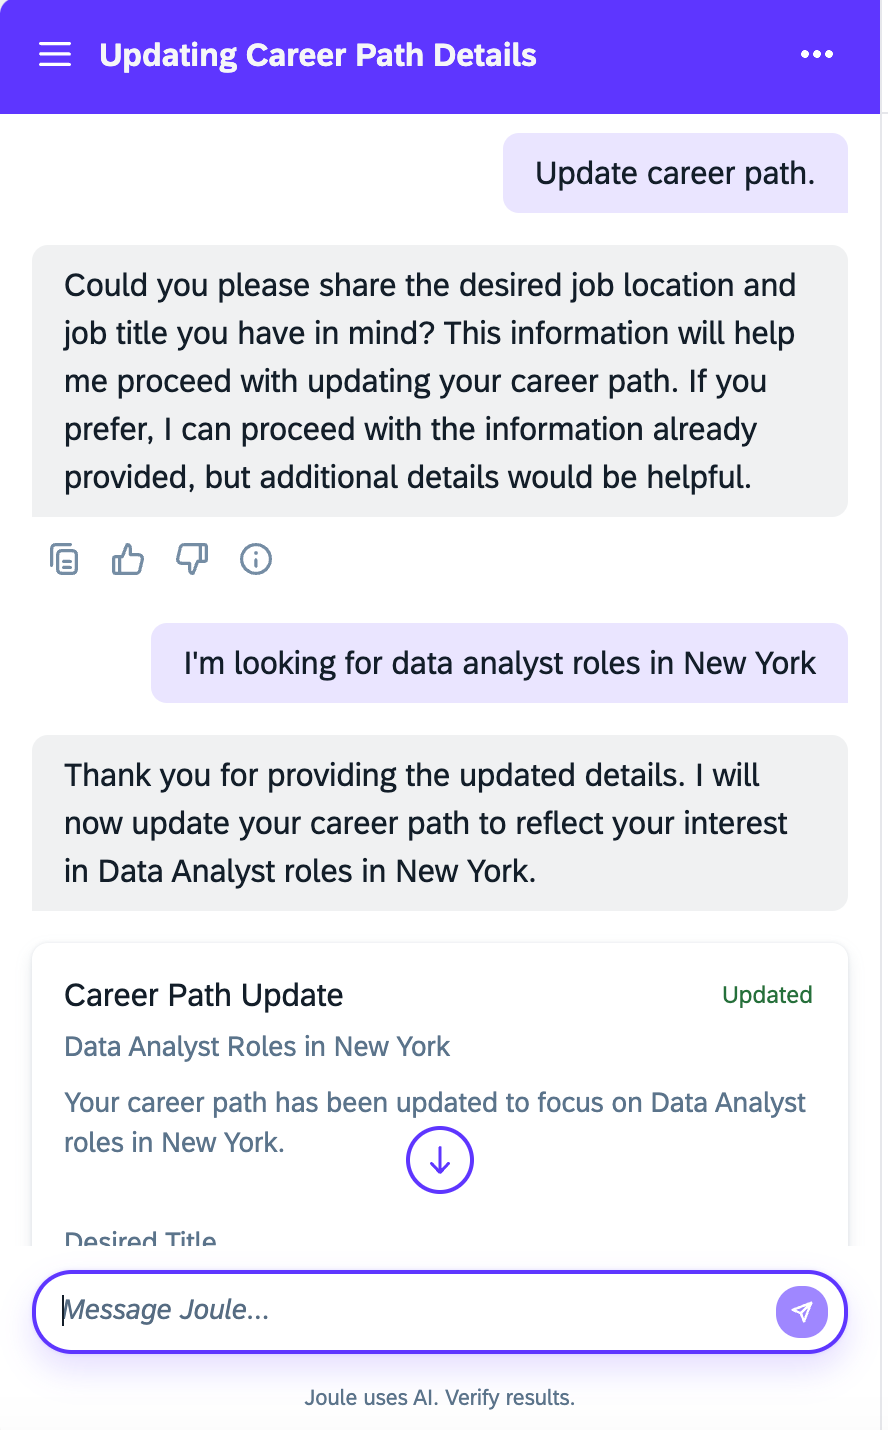 Updating Career Path Details
Update career path.
Could you please share the desired job location and
job title you have in mind? This information will help
me proceed with updating your career path. If you
prefer, I can proceed with the information already
provided, but additional details would be helpful.
I'm looking for data analyst roles in New York
Thank you for providing the updated details. I will
now update your career path to reflect your interest
in Data Analyst roles in New York.
Career Path Update
Updated
Data Analyst Roles in New York
Your career path has been updated to focus on Data Analyst
roles in New York.
Desired Title
Message Joule...
Joule uses AI. Verify results.